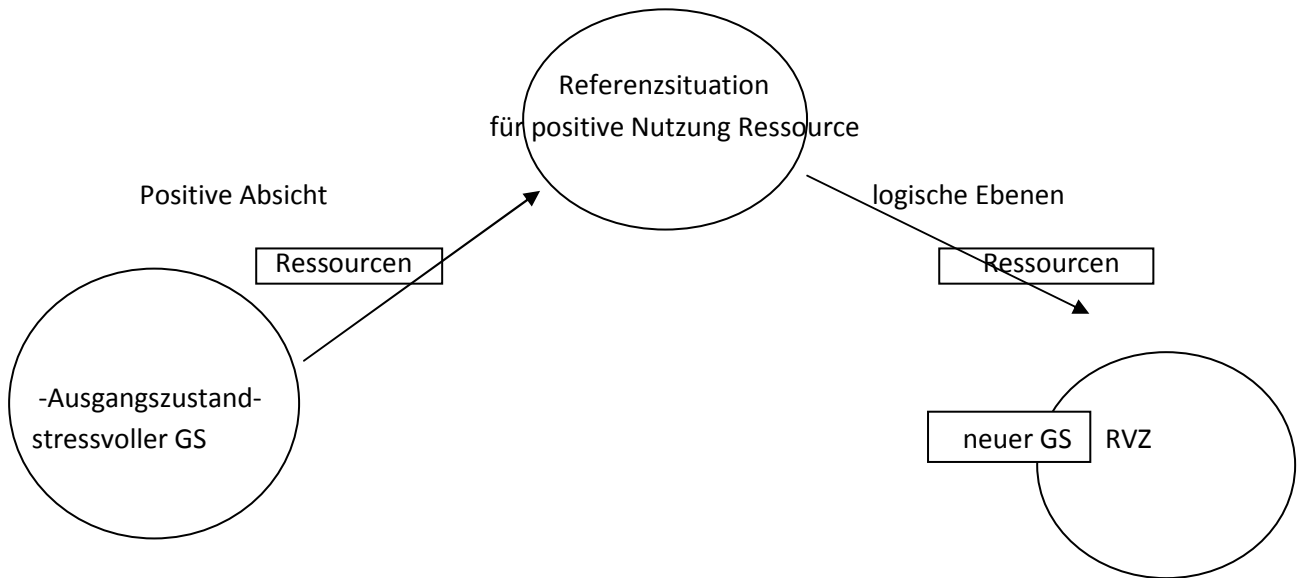 Referenzsituation
für positive Nutzung Ressource
Positive Absicht
logische Ebenen
Ressourcen
Ressourcen
-Ausgangszustand-
stressvoller GS
neuer GS
RVZ